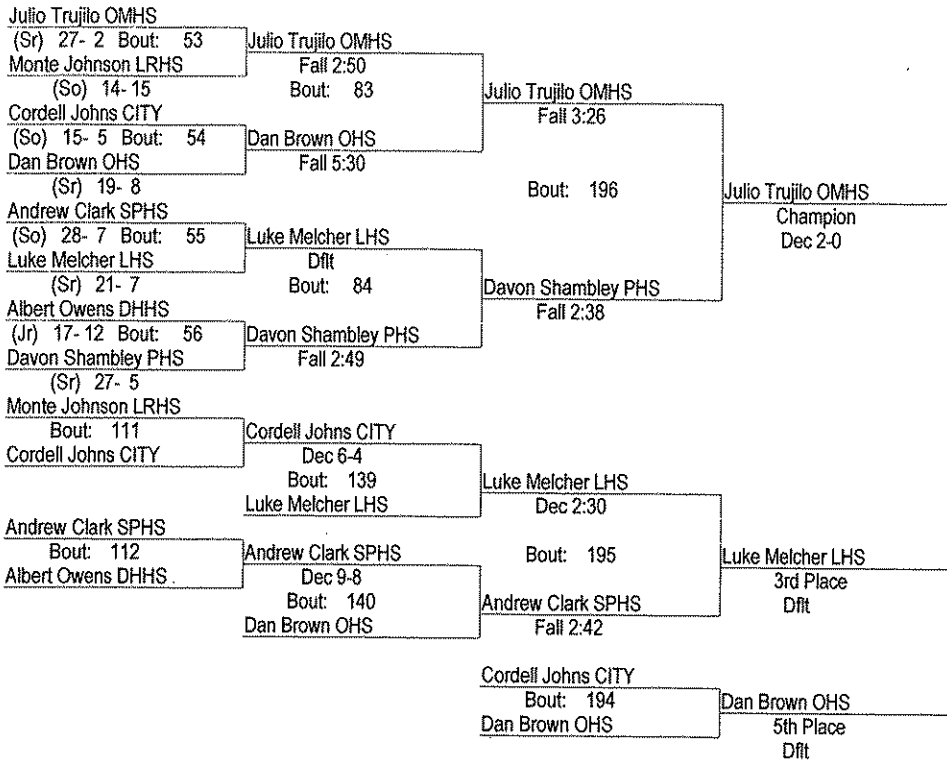 Julio Trujilo OMHS
(Sr) 27- 2 Bout: 53
Monte Johnson LRHS
(So) 14- 15
Cordell Johns CITY
(So) 15- 5 Bout: 54
Dan Brown OHS
(Sr) 19- 8
Andrew Clark SPHS
(So) 28- 7 Bout: 55
Luke Melcher LHS
(Sr) 21- 7
Albert Owens DHHS
(Jr) 17- 12 Bout: 56
Davon Shambley PHS
(Sr) 27- 5
Julio Trujilo OMHS
Fall 2:50
Bout: 83
Dan Brown OHS
Fall 5:30
Luke Melcher LHS
Dflt
Bout: 84
Davon Shambley PHS
Fall 2:49
Julio Trujilo OMHS
Fall 3:26
Bout: 196
Davon Shambley PHS
Fall 2:38
Julio Trujilo OMHS
Champion
Dec 2-0
Monte Johnson LRHS
Bout: 111
Cordell Johns CITY
Andrew Clark SPHS
Bout: 112
Albert Owens DHHS
Cordell Johns CITY
Dec 6-4
Bout: 139
Luke Melcher LHS
Andrew Clark SPHS
Dec 9-8
Bout: 140
Dan Brown OHS
Luke Melcher LHS
Dec 2:30
Bout: 195
Andrew Clark SPHS
Fall 2:42
Luke Melcher LHS
3rd Place
Dflt
Cordell Johns CITY
Bout: 194
Dan Brown OHS
Dan Brown OHS
5th Place
Dflt